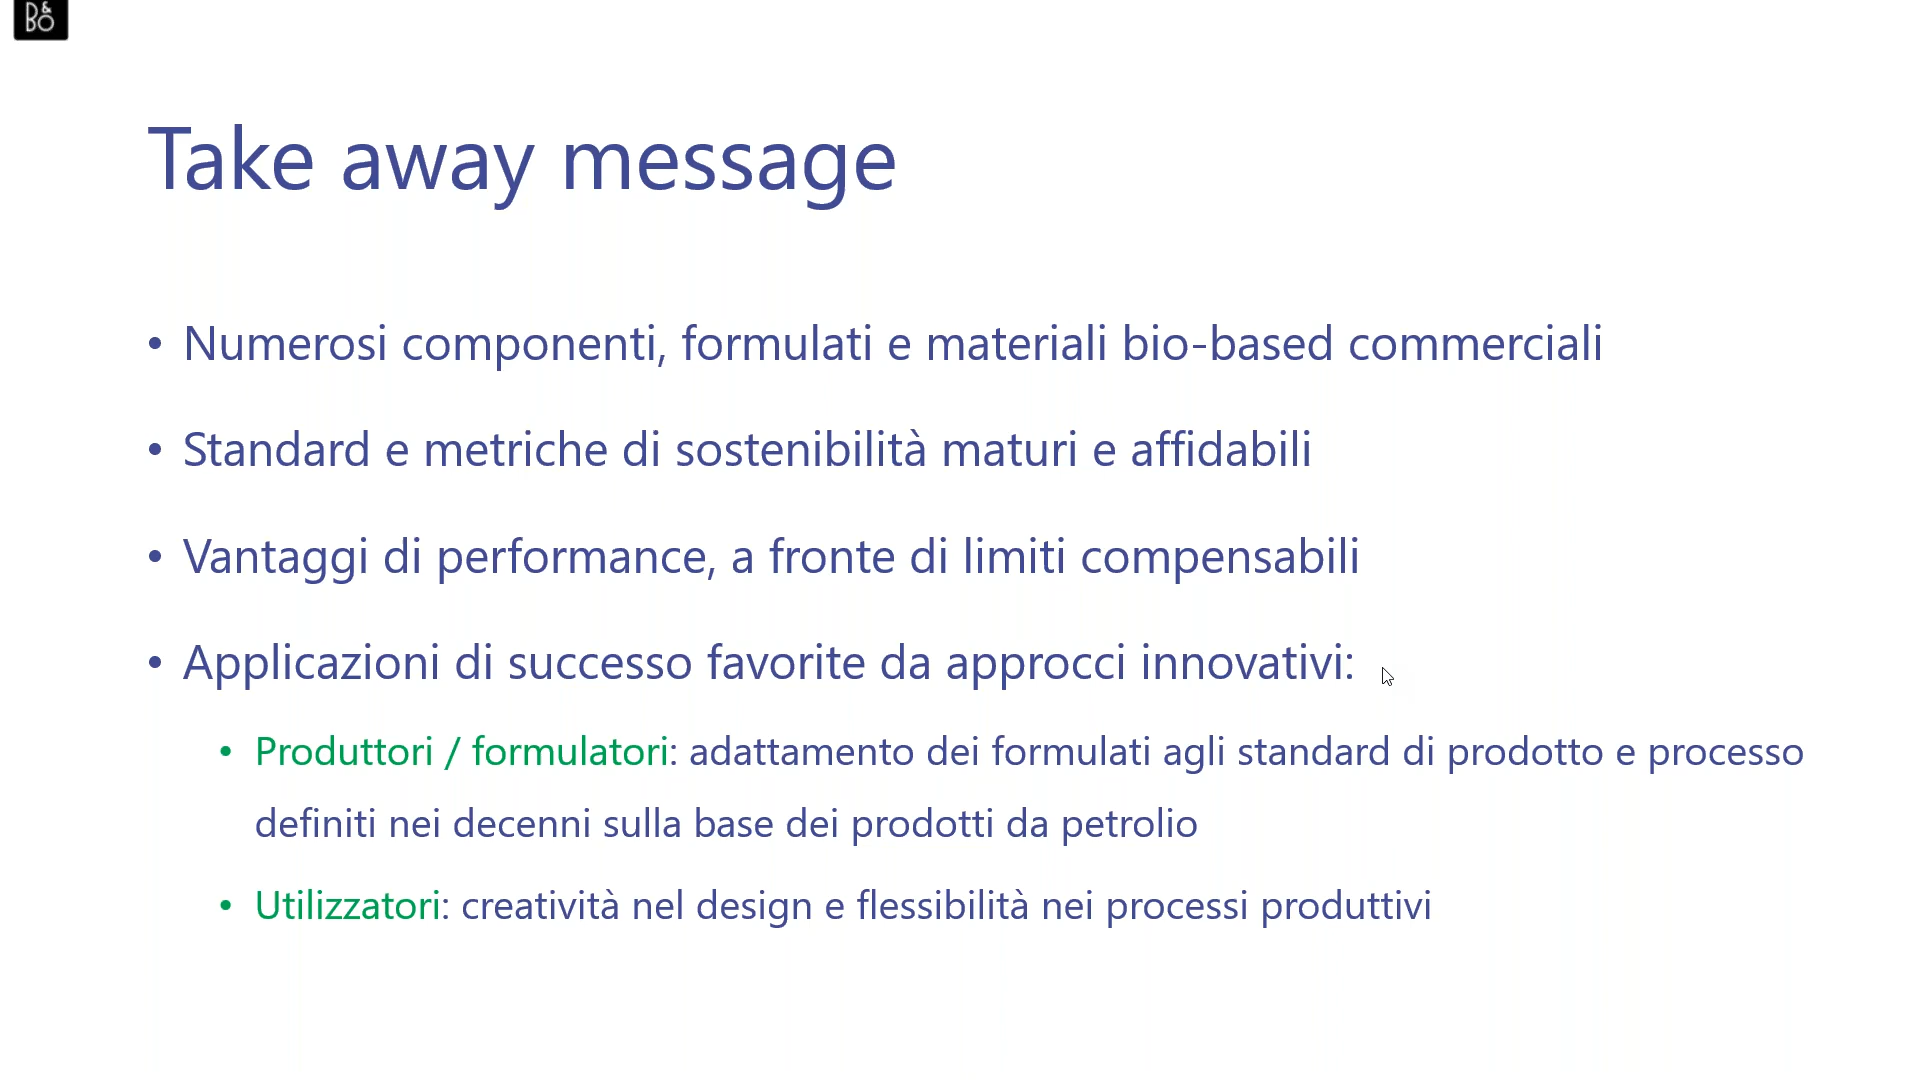 B&O
Take away message
• Numerosi componenti, formulati e materiali bio-based commerciali
• Standard e metriche di sostenibilità maturi e affidabili
• Vantaggi di performance, a fronte di limiti compensabili
• Applicazioni di successo favorite da approcci innovativi:
• Produttori / formulatori: adattamento dei formulati agli standard di prodotto e processo
definiti nei decenni sulla base dei prodotti da petrolio
• Utilizzatori: creatività nel design e flessibilità nei processi produttivi